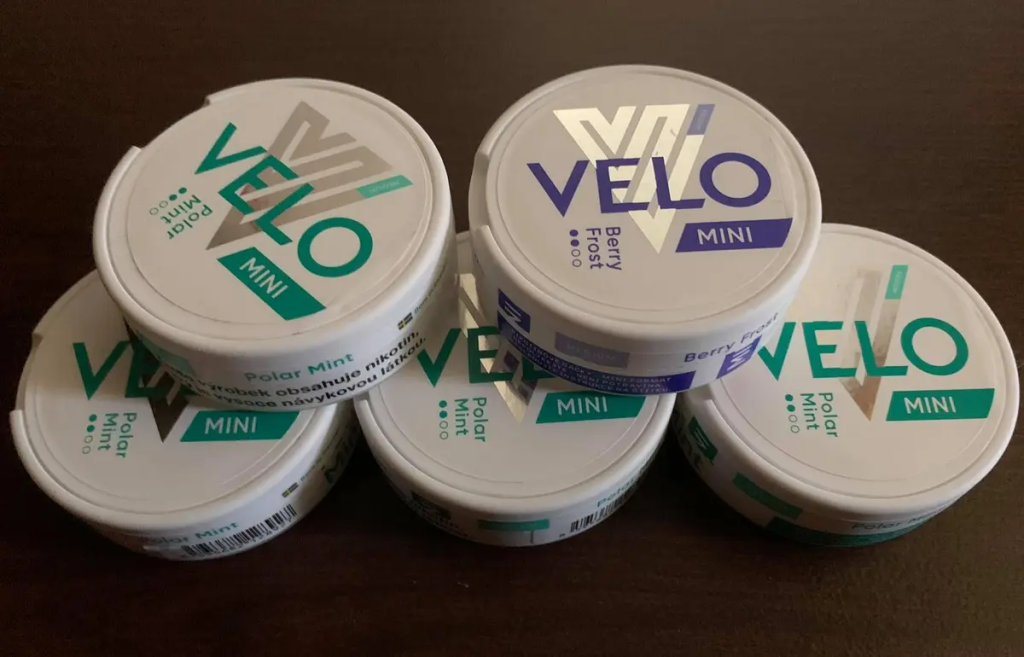 VELO
MINI
Polar
Mint
Polar Mint
výrobek obsahuje nikotin,
vysoce návykovou látkou.
VELO
MINI
Berry
Frost
Berry Frost
VELO
MINI
Polar
Mint
Polar Mint
VELO
MINI
Polar
Mint
VELO
MINI
Polar
Mint
Polar